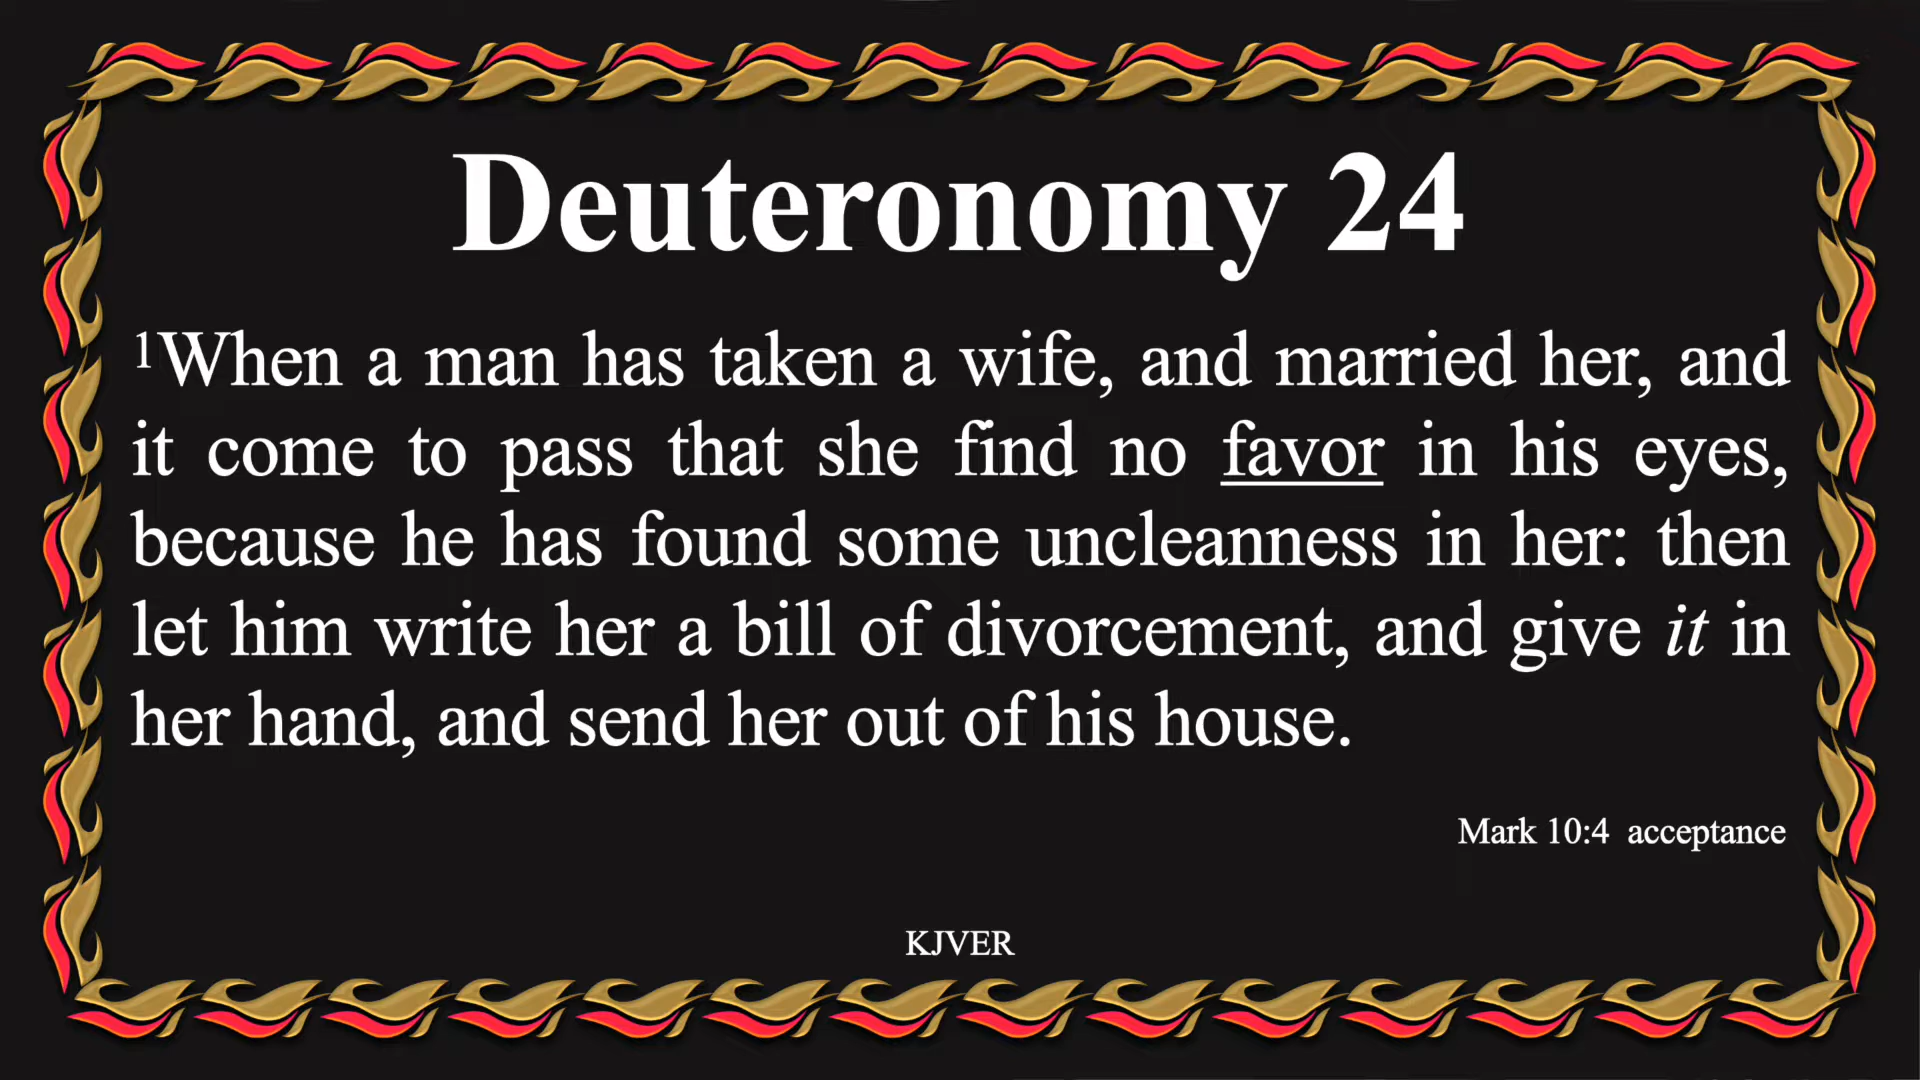 Deuteronomy 24
¹When a man has taken a wife, and married her, and
it come to pass that she find no favor in his eyes,
because he has found some uncleanness in her: then
let him write her a bill of divorcement, and give it in
her hand, and send her out of his house.
Mark 10:4 acceptance
KJVER